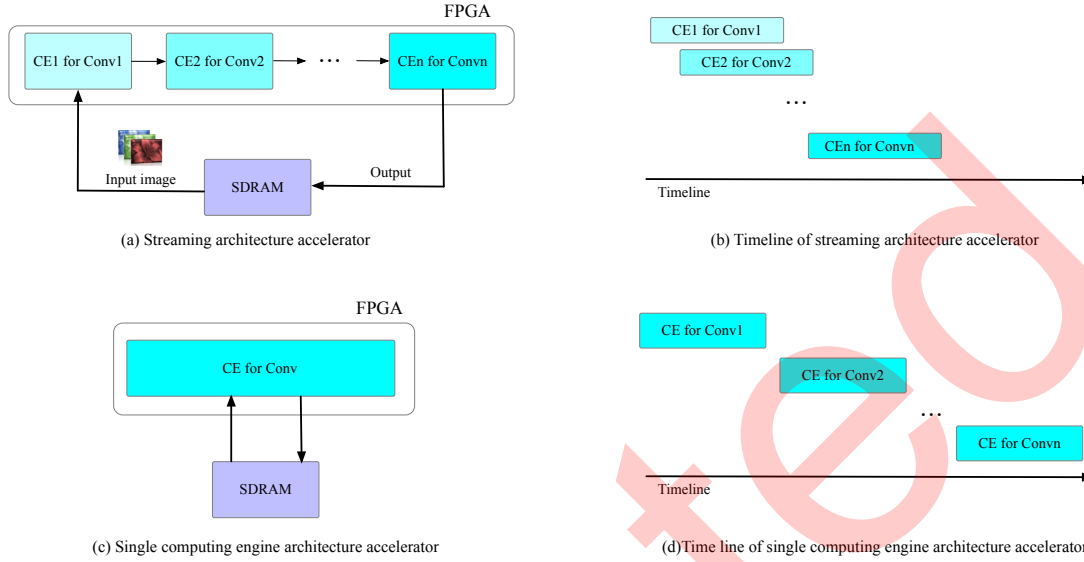 FPGA
CE1 for Conv1
CE2 for Conv2
...
CEn for Convn
Input image
SDRAM
Output
(a) Streaming architecture accelerator
CE1 for Conv1
CE2 for Conv2
...
CEn for Convn
Timeline
(b) Timeline of streaming architecture accelerator
FPGA
CE for Conv
SDRAM
(c) Single computing engine architecture accelerator
CE for Conv1
CE for Conv2
...
CE for Convn
Timeline
(d)Time line of single computing engine architecture accelerator
ted